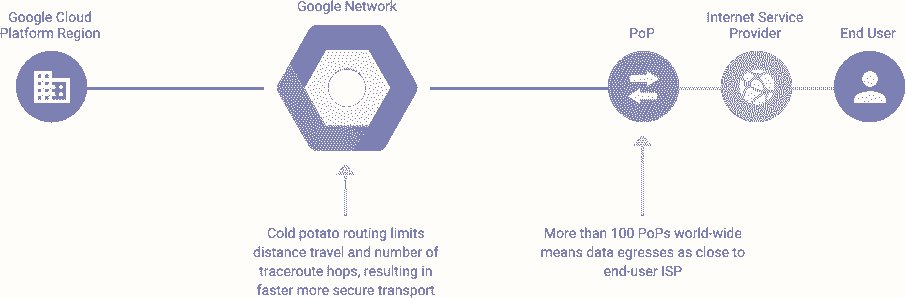 Google Cloud
Platform Region
Google Network
PoP
Internet Service
Provider
End User
Cold potato routing limits
distance travel and number of
traceroute hops, resulting in
faster more secure transport
More than 100 PoPs world-wide
means data egresses as close to
end-user ISP